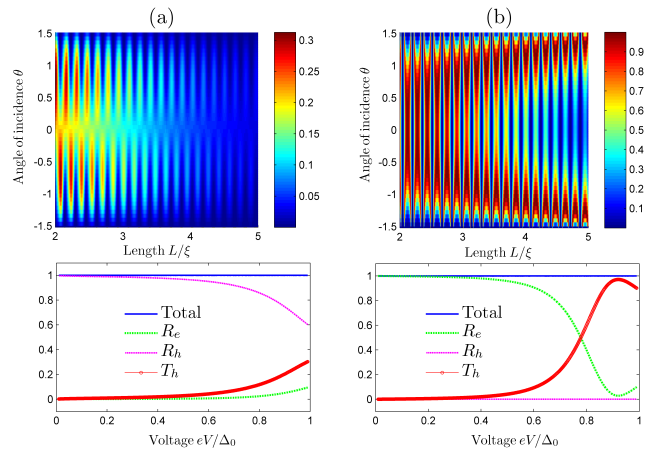 (a)
1.5
1
0.5
0
-0.5
-1
-1.5
Angle of incidence θ
2 3 4 5
Length L/ξ
0.3
0.25
0.2
0.15
0.1
0.05
(b)
1.5
1
0.5
0
-0.5
-1
-1.5
Angle of incidence θ
2 2.5 3 3.5 4 4.5 5
Length L/ξ
0.9
0.8
0.7
0.6
0.5
0.4
0.3
0.2
0.1
1
0.8
0.6
0.4
0.2
0
Total
R_e
R_h
T_h
0 0.2 0.4 0.6 0.8 1
Voltage eV/Δ_0
1
0.8
0.6
0.4
0.2
0
Total
R_e
R_h
T_h
0 0.2 0.4 0.6 0.8 1
Voltage eV/Δ_0